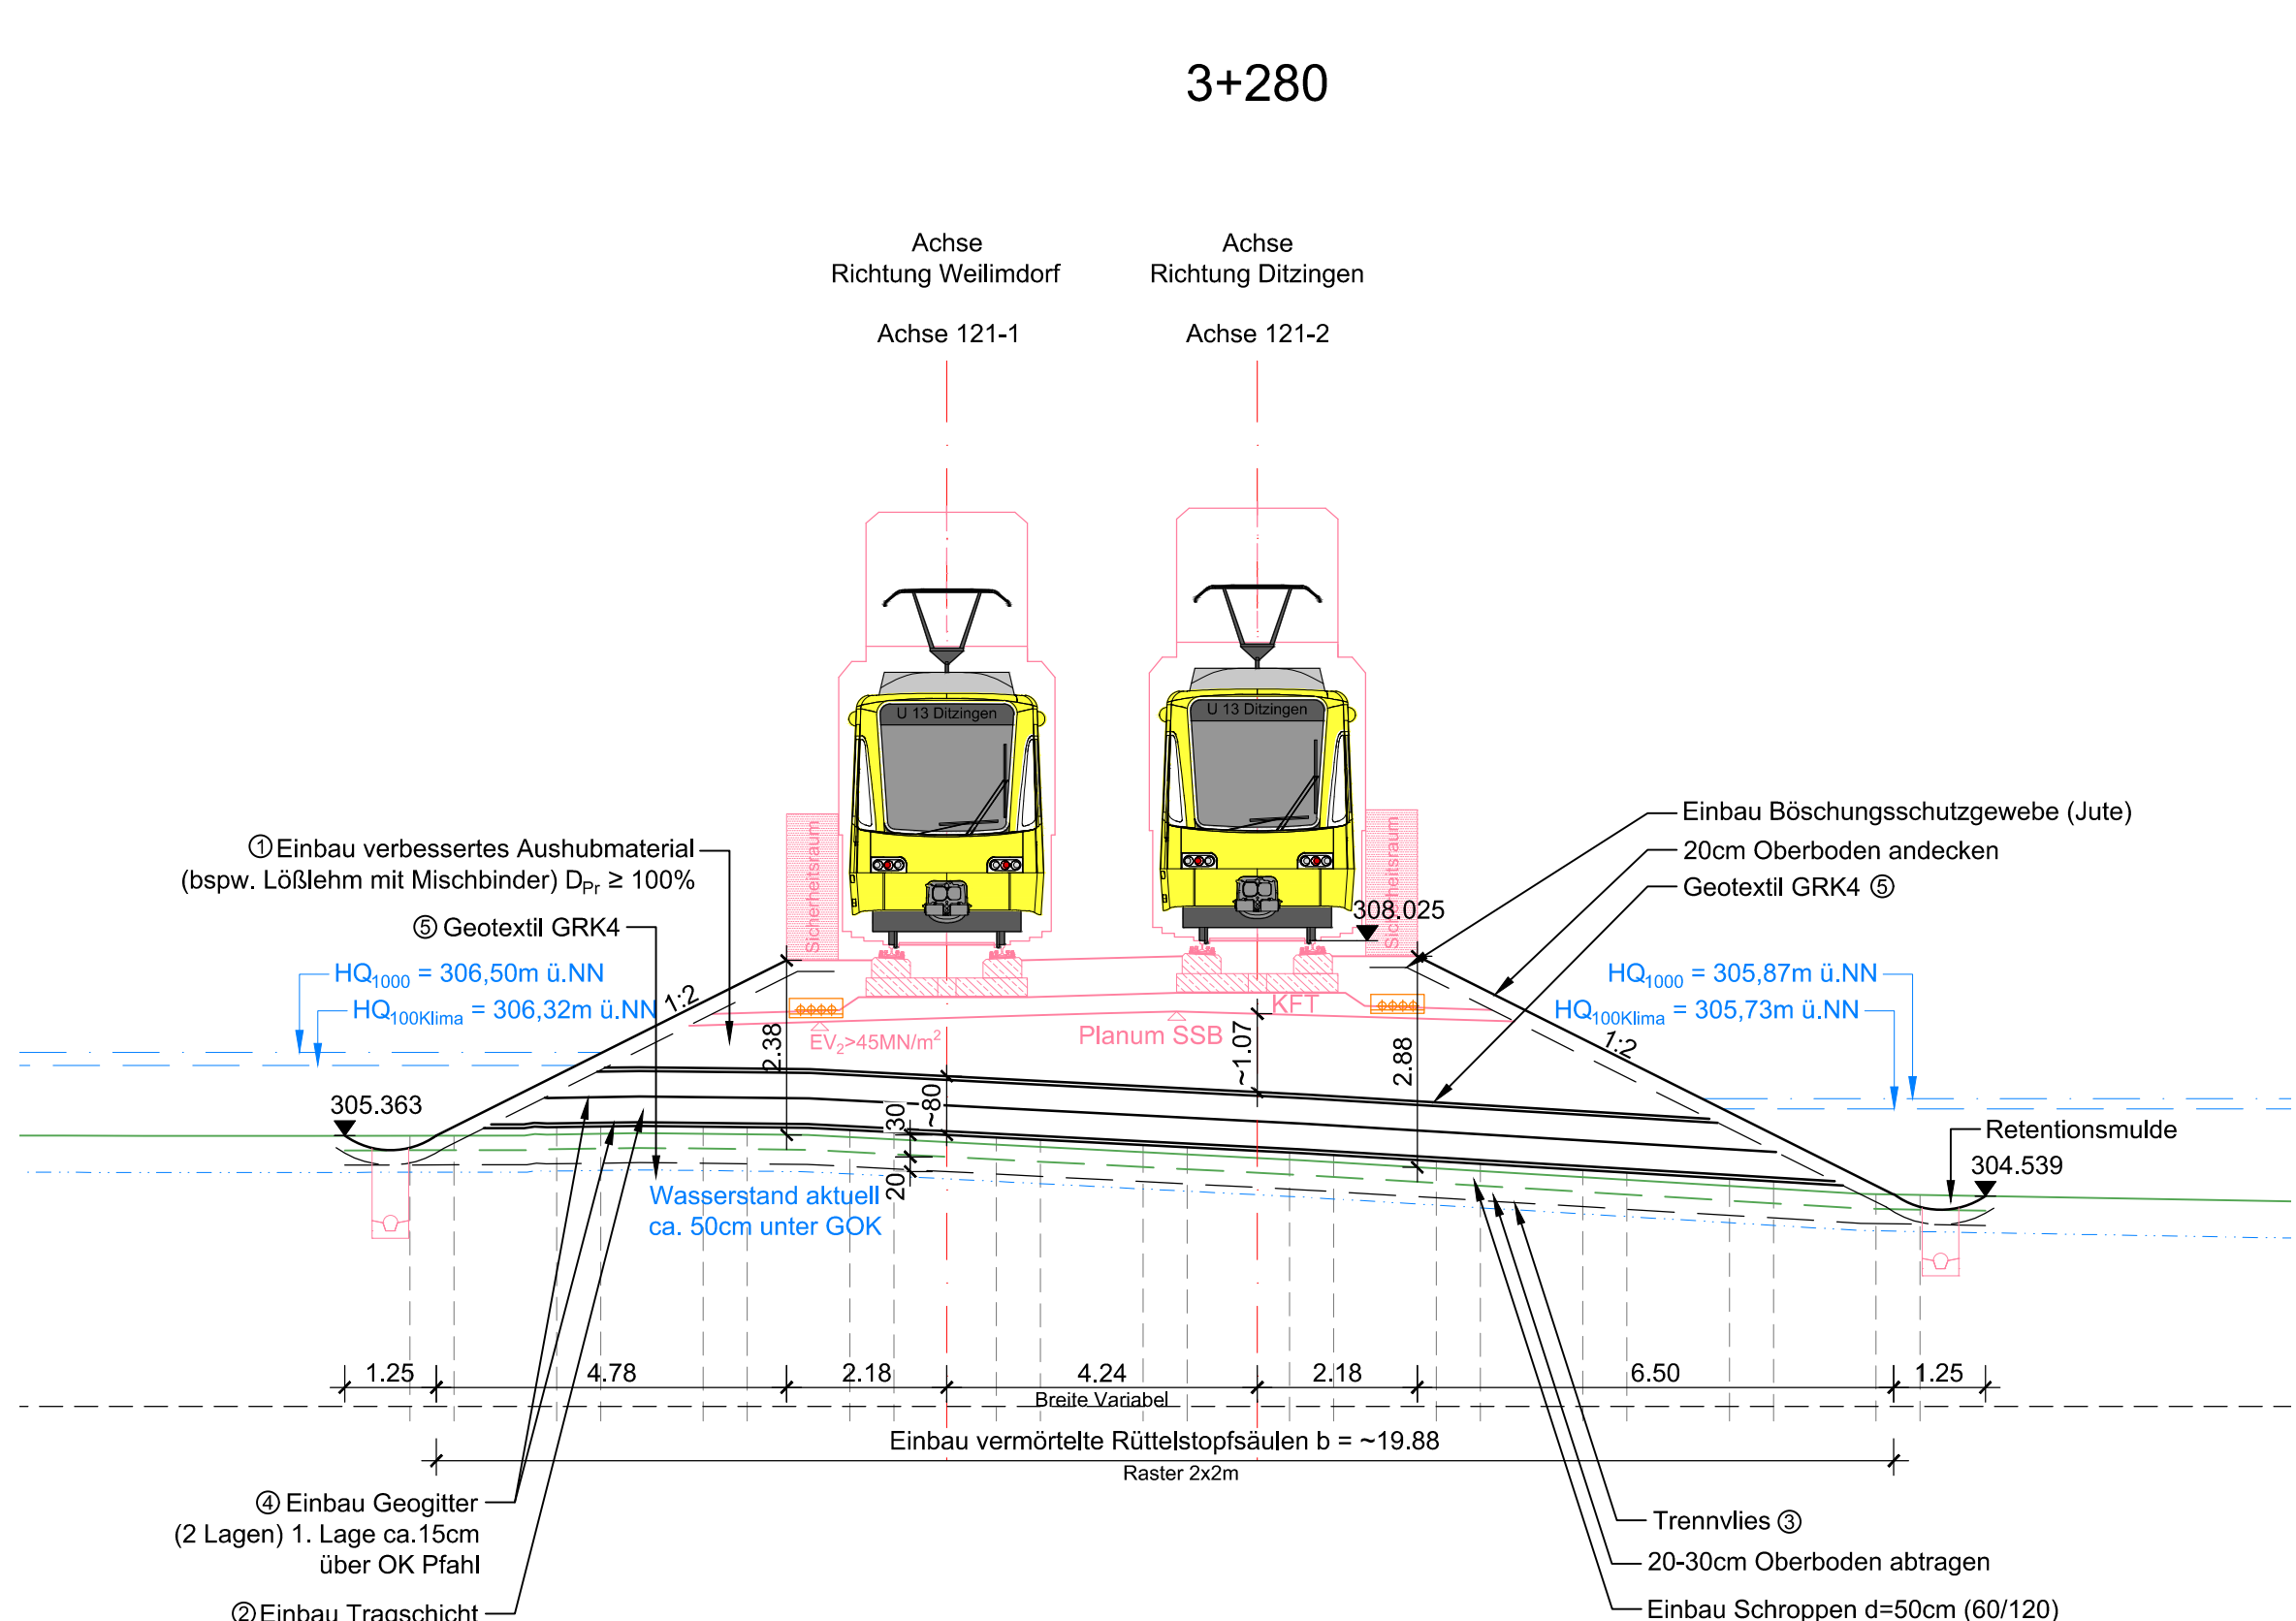 3+280
Achse
Richtung Weilimdorf
Achse 121-1
Achse
Richtung Ditzingen
Achse 121-2
U 13 Ditzingen
U 13 Ditzingen
Sicherheitsraum
Sicherheitsraum
① Einbau verbessertes Aushubmaterial
(bspw. Lößlehm mit Mischbinder) DPr ≥ 100%
⑤ Geotextil GRK4
HQ1000 = 306,50m ü.NN
HQ100Klima = 306,32m ü.NN
1:2
305.363
Einbau Böschungsschutzgewebe (Jute)
20cm Oberboden andecken
Geotextil GRK4 ⑤
308.025
HQ1000 = 305,87m ü.NN
HQ100Klima = 305,73m ü.NN
1:2
KFT
Planum SSB
EV2>45MN/m²
2.38
~1.07
2.88
30
~80
20
Retentionsmulde
304.539
Wasserstand aktuell
ca. 50cm unter GOK
1.25
4.78
2.18
4.24
2.18
6.50
1.25
Breite Variabel
Einbau vermörtelte Rüttelstopfsäulen b = ~19.88
Raster 2x2m
④ Einbau Geogitter
(2 Lagen) 1. Lage ca.15cm
über OK Pfahl
② Einbau Tragschicht
Trennvlies ③
20-30cm Oberboden abtragen
Einbau Schroppen d=50cm (60/120)